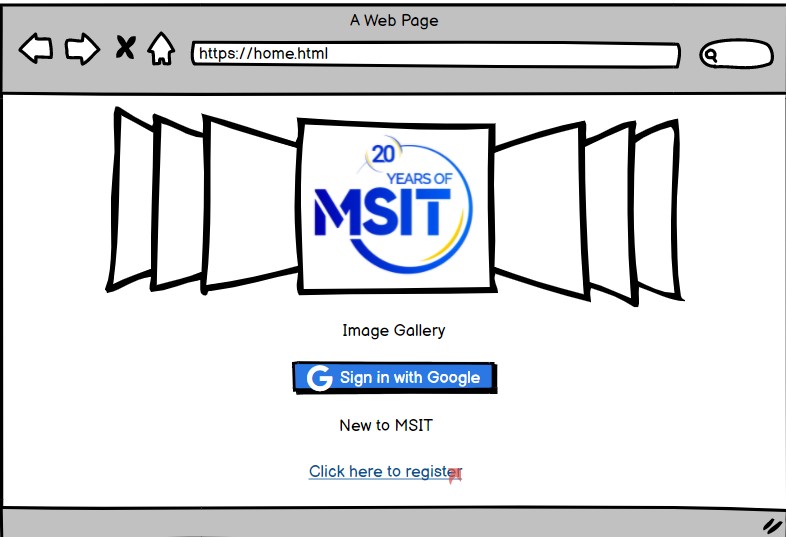 A Web Page
https://home.html
20
YEARS OF
MSIT
Image Gallery
G Sign in with Google
New to MSIT
Click here to register